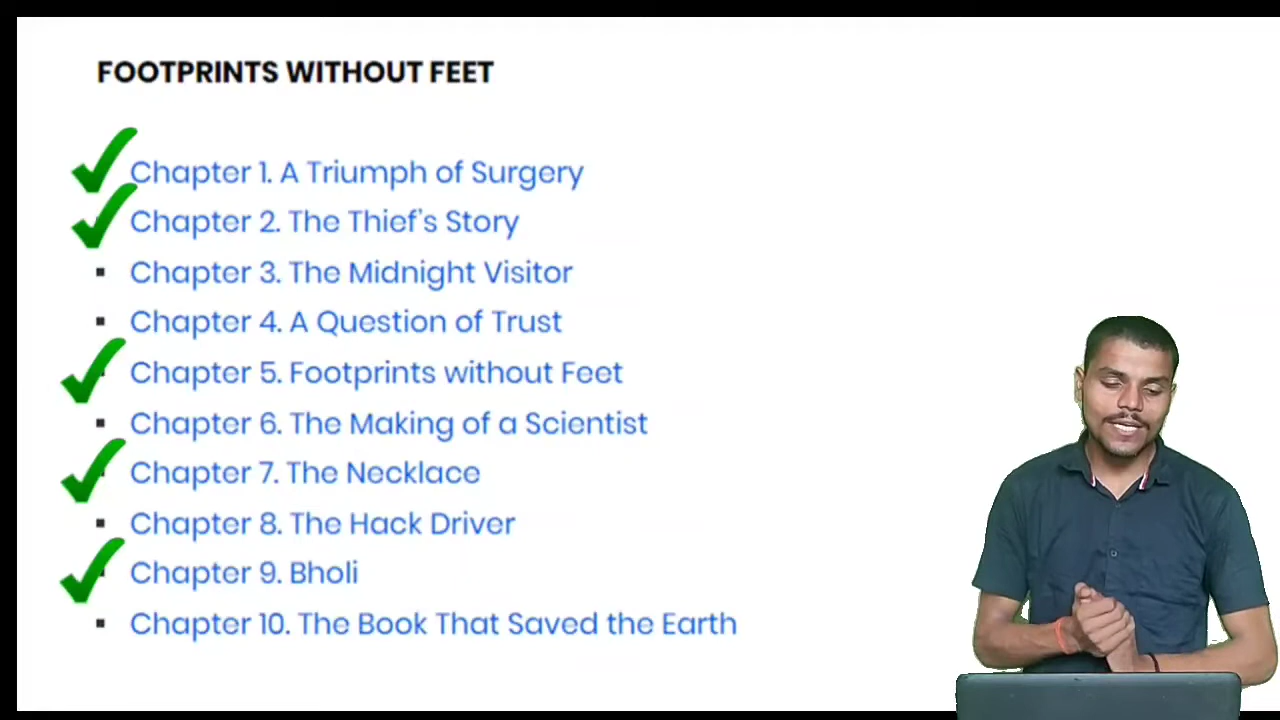 FOOTPRINTS WITHOUT FEET
Chapter 1. A Triumph of Surgery
Chapter 2. The Thief's Story
Chapter 3. The Midnight Visitor
Chapter 4. A Question of Trust
Chapter 5. Footprints without Feet
Chapter 6. The Making of a Scientist
Chapter 7. The Necklace
Chapter 8. The Hack Driver
Chapter 9. Bholi
Chapter 10. The Book That Saved the Earth